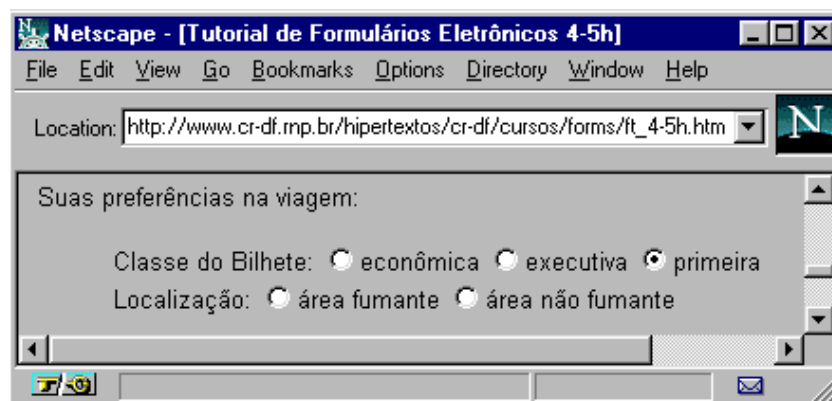 Netscape - [Tutorial de Formulários Eletrônicos 4-5h]
File Edit View Go Bookmarks Options Directory Window Help
Location: http://www.cr-df.rnp.br/hipertextos/cr-df/cursos/forms/ft_4-5h.htm
N
Suas preferências na viagem:
Classe do Bilhete: econômica executiva primeira
Localização: área fumante área não fumante